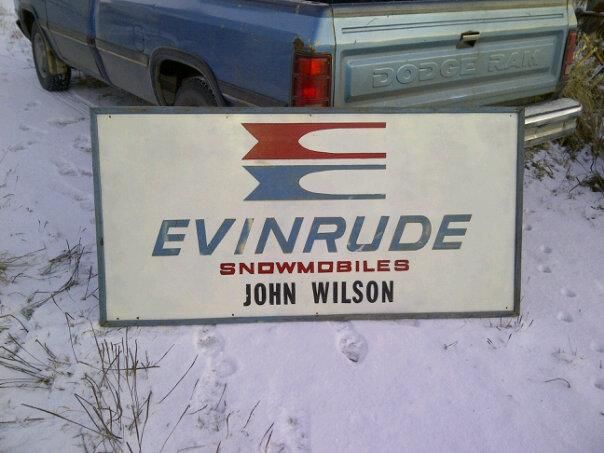 DODGE RAM
EVINRUDE
SNOWMOBILES
JOHN WILSON